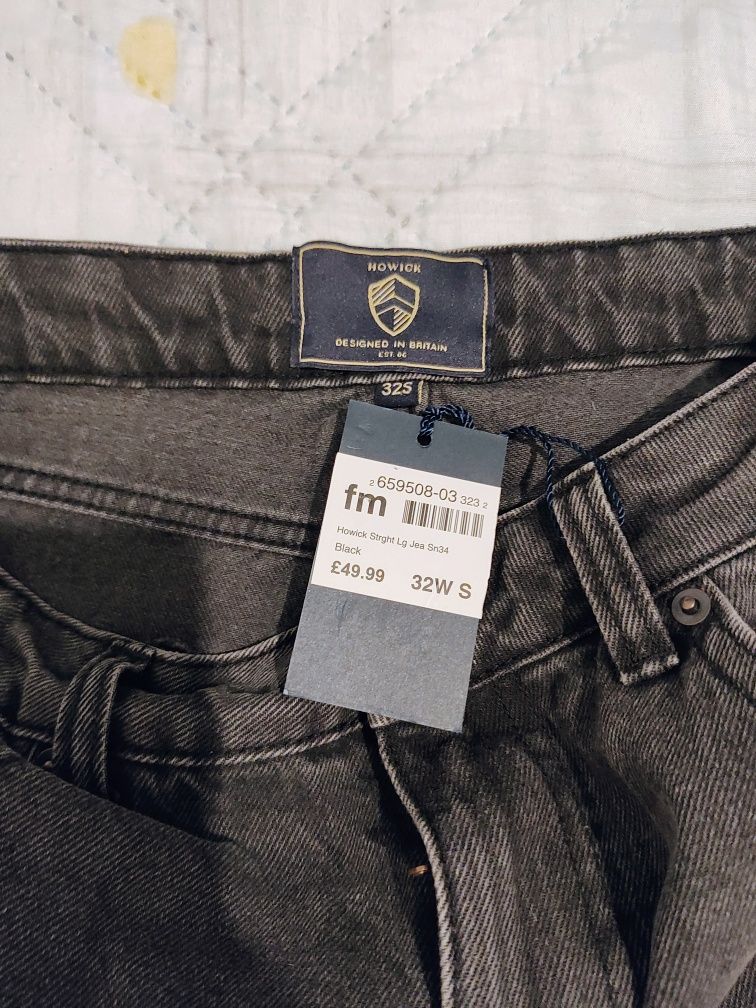 HOWICK
DESIGNED IN BRITAIN
EST. 06
32S
2 659508-03 323 2
fm
Howick Strght Lg Jea Sn34
Black
£49.99 32W S